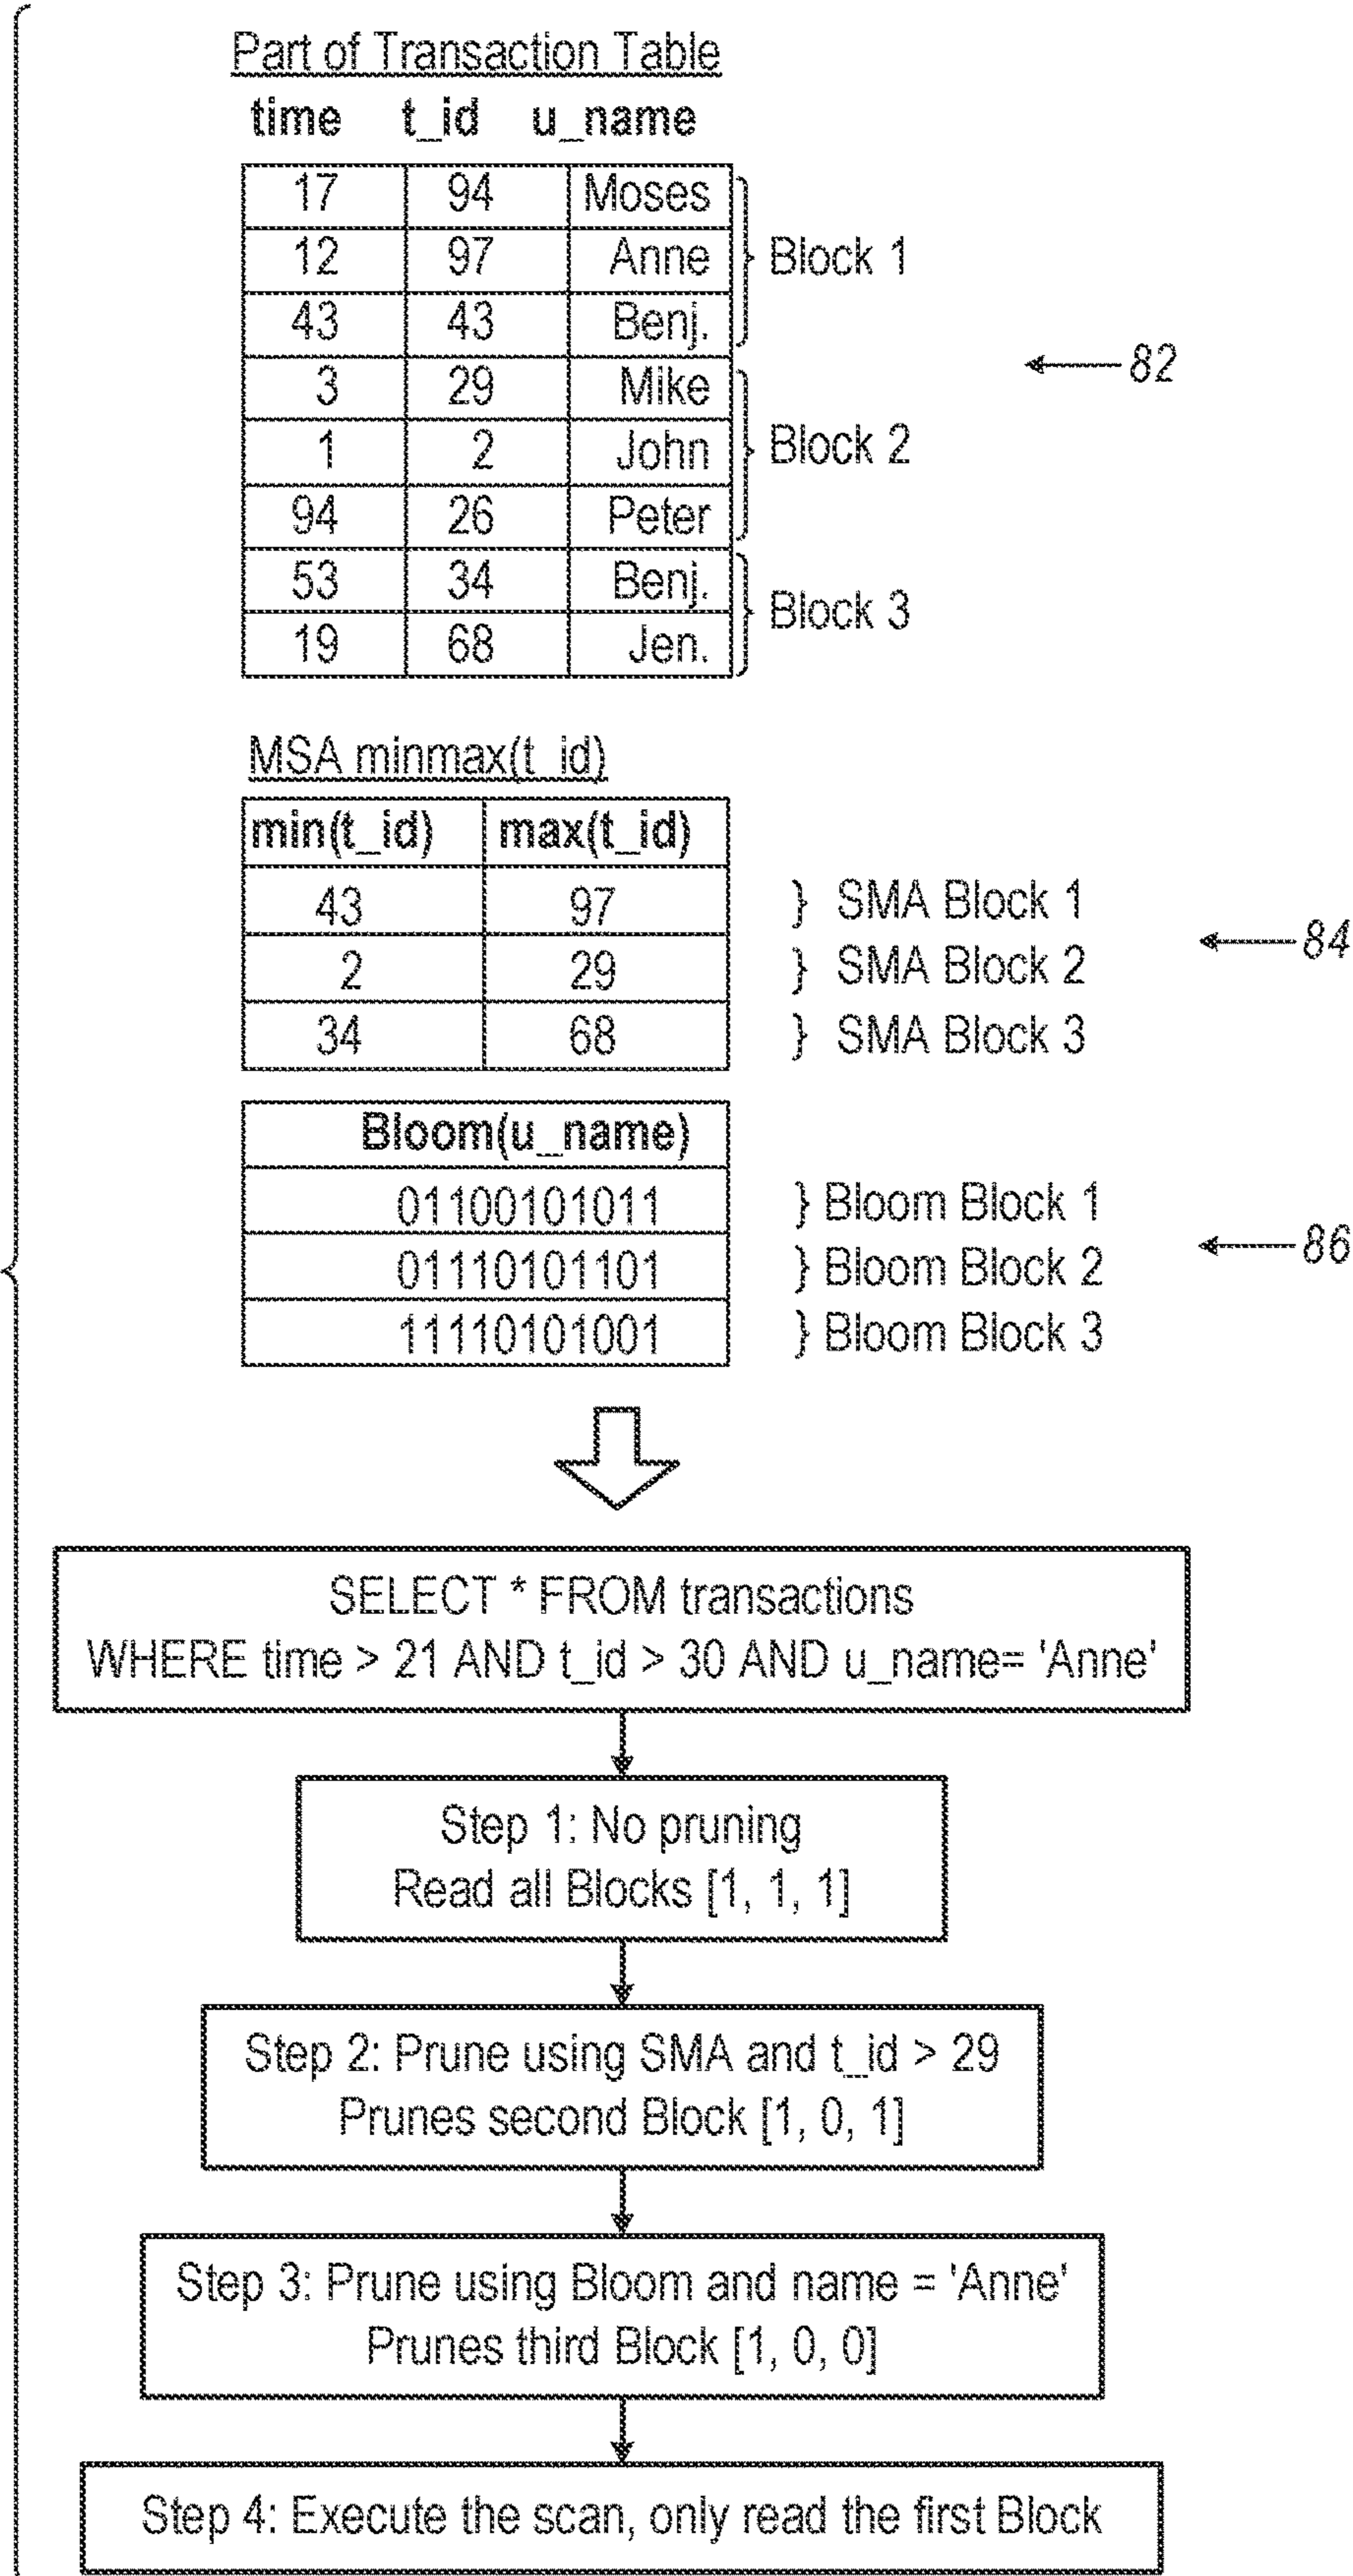 Part of Transaction Table
time t_id u_name
17 94 Moses
12 97 Anne
43 43 Benj.
Block 1
3 29 Mike
1 2 John
94 26 Peter
Block 2
82
53 34 Benj.
19 68 Jen.
Block 3
MSA minmax(t_id)
min(t_id) max(t_id)
43 97 } SMA Block 1
2 29 } SMA Block 2
34 68 } SMA Block 3
84
Bloom(u_name)
01100101011 } Bloom Block 1
01110101101 } Bloom Block 2
11110101001 } Bloom Block 3
86
SELECT * FROM transactions
WHERE time > 21 AND t_id > 30 AND u_name= 'Anne'
Step 1: No pruning
Read all Blocks [1, 1, 1]
Step 2: Prune using SMA and t_id > 29
Prunes second Block [1, 0, 1]
Step 3: Prune using Bloom and name = 'Anne'
Prunes third Block [1, 0, 0]
Step 4: Execute the scan, only read the first Block